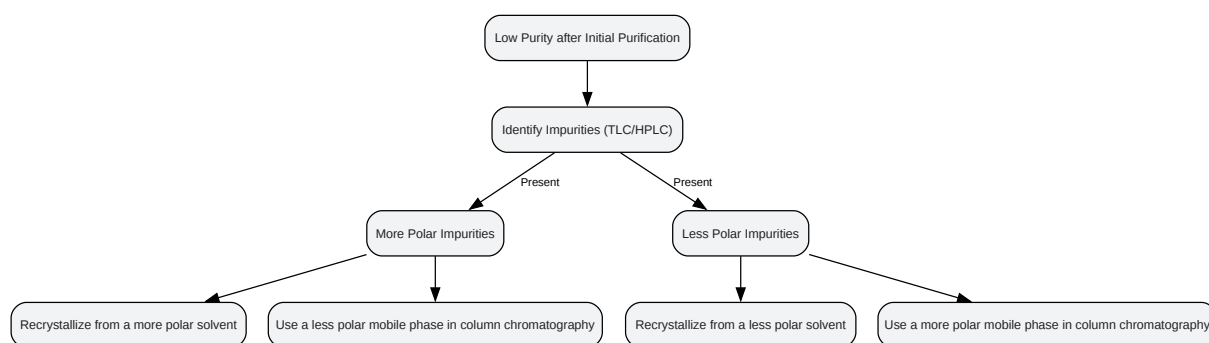 Low Purity after Initial Purification
Identify Impurities (TLC/HPLC)
Present
Present
More Polar Impurities
Less Polar Impurities
Recrystallize from a more polar solvent
Use a less polar mobile phase in column chromatography
Recrystallize from a less polar solvent
Use a more polar mobile phase in column chromatography